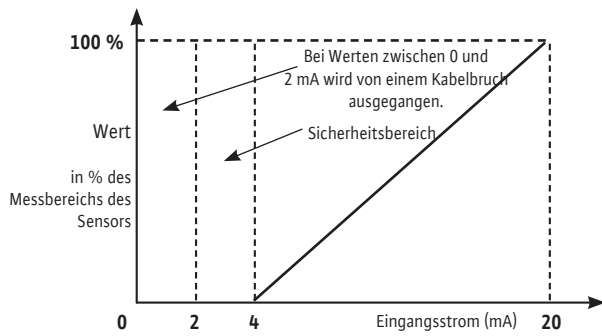 100 %
Bei Werten zwischen 0 und
2 mA wird von einem Kabelbruch
ausgegangen.
Wert
Sicherheitsbereich
in % des
Messbereichs des
Sensors
0
2
4
Eingangsstrom (mA)
20